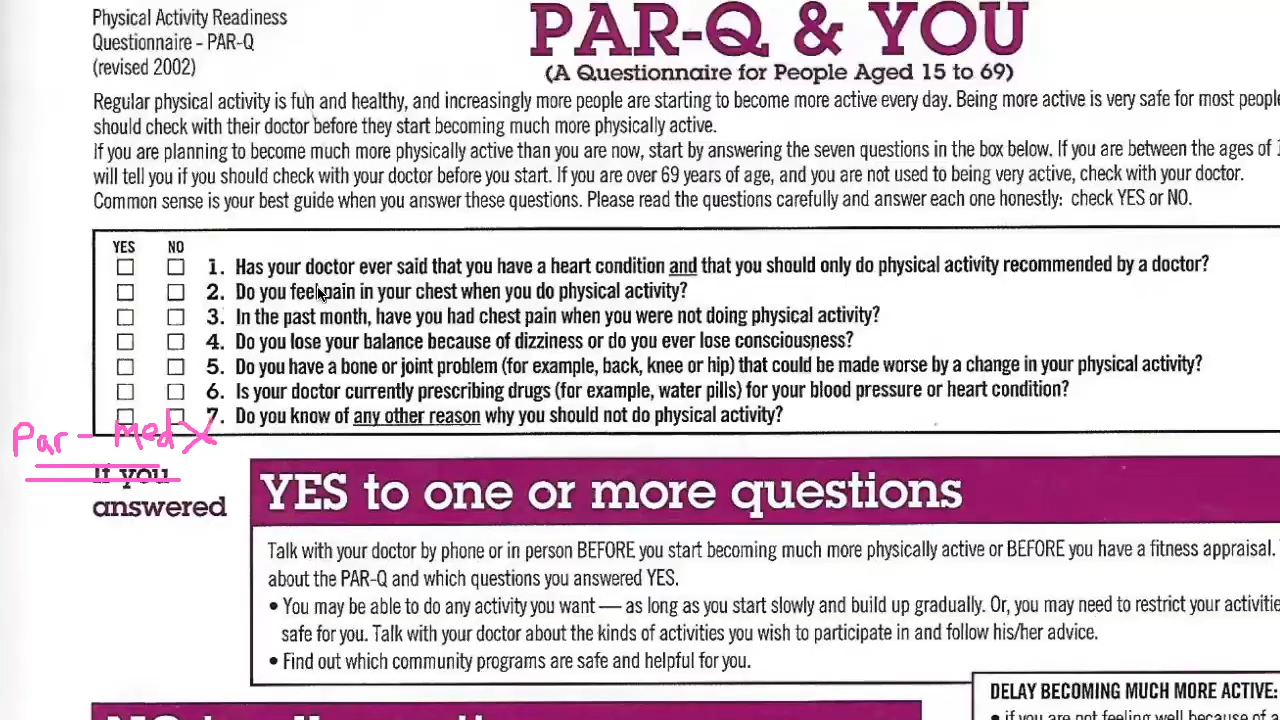 Physical Activity Readiness
Questionnaire - PAR-Q
(revised 2002)
PAR-Q & YOU
(A Questionnaire for People Aged 15 to 69)
Regular physical activity is fun and healthy, and increasingly more people are starting to become more active every day. Being more active is very safe for most people
should check with their doctor before they start becoming much more physically active.
If you are planning to become much more physically active than you are now, start by answering the seven questions in the box below. If you are between the ages of 1
will tell you if you should check with your doctor before you start. If you are over 69 years of age, and you are not used to being very active, check with your doctor.
Common sense is your best guide when you answer these questions. Please read the questions carefully and answer each one honestly: check YES or NO.
YES NO
1. Has your doctor ever said that you have a heart condition and that you should only do physical activity recommended by a doctor?
2. Do you feel pain in your chest when you do physical activity?
3. In the past month, have you had chest pain when you were not doing physical activity?
4. Do you lose your balance because of dizziness or do you ever lose consciousness?
5. Do you have a bone or joint problem (for example, back, knee or hip) that could be made worse by a change in your physical activity?
6. Is your doctor currently prescribing drugs (for example, water pills) for your blood pressure or heart condition?
7. Do you know of any other reason why you should not do physical activity?
Par-medX
If you
answered
YES to one or more questions
Talk with your doctor by phone or in person BEFORE you start becoming much more physically active or BEFORE you have a fitness appraisal.
about the PAR-Q and which questions you answered YES.
• You may be able to do any activity you want — as long as you start slowly and build up gradually. Or, you may need to restrict your activitie
safe for you. Talk with your doctor about the kinds of activities you wish to participate in and follow his/her advice.
• Find out which community programs are safe and helpful for you.
DELAY BECOMING MUCH MORE ACTIVE:
• if you are not feeling well because of a